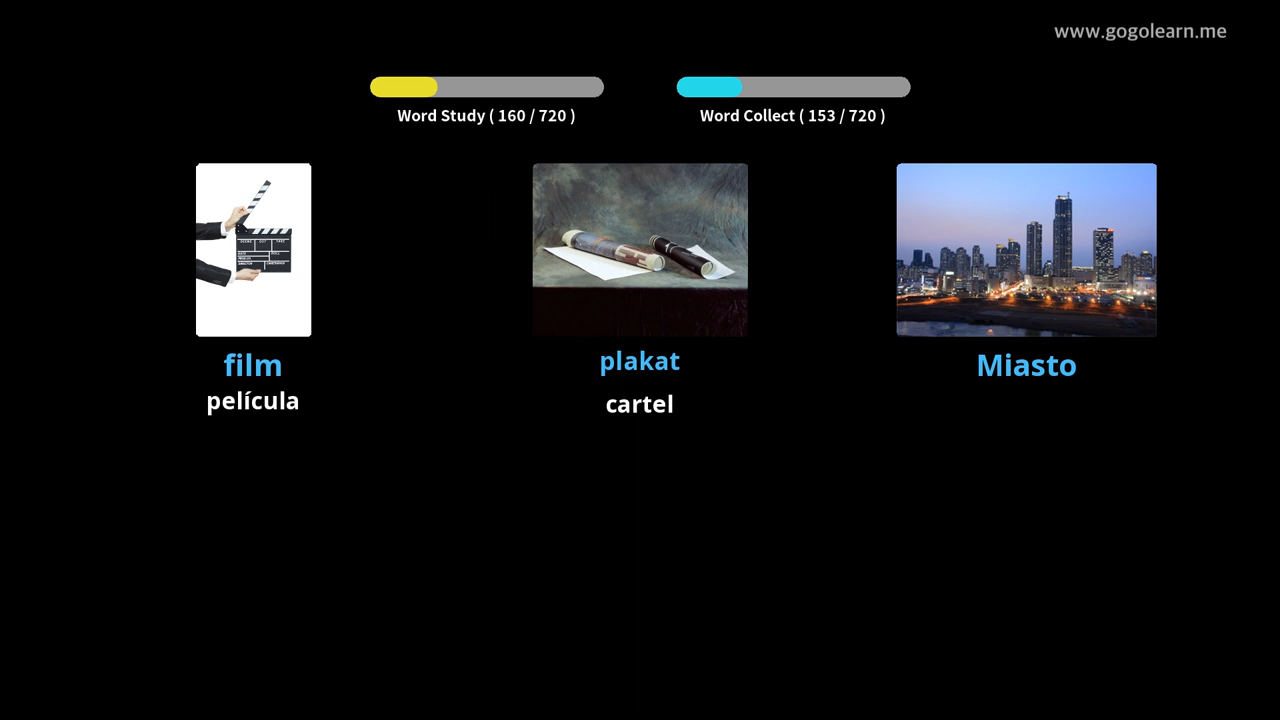 www.gogolearn.me
Word Study ( 160 / 720 )
Word Collect ( 153 / 720 )
film
película
plakat
cartel
Miasto